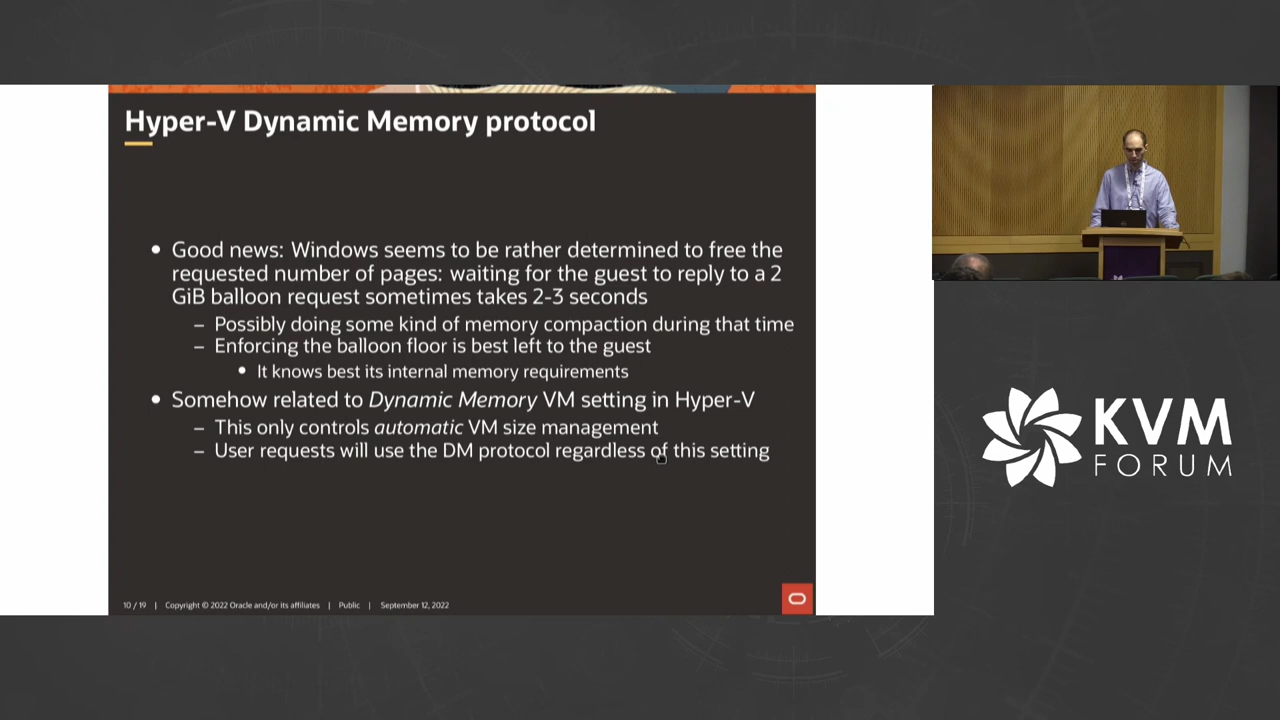 Hyper-V Dynamic Memory protocol
• Good news: Windows seems to be rather determined to free the
requested number of pages: waiting for the guest to reply to a 2
GiB balloon request sometimes takes 2-3 seconds
– Possibly doing some kind of memory compaction during that time
– Enforcing the balloon floor is best left to the guest
• It knows best its internal memory requirements
• Somehow related to Dynamic Memory VM setting in Hyper-V
– This only controls automatic VM size management
– User requests will use the DM protocol regardless of this setting
10 / 19 | Copyright © 2022 Oracle and/or its affiliates | Public | September 12, 2022
KVM
FORUM